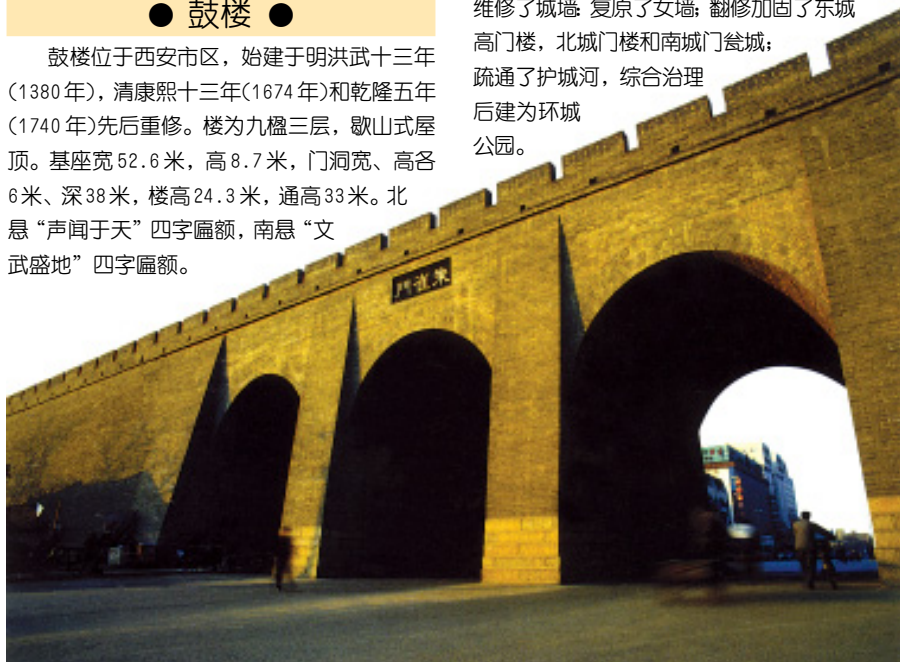 ● 鼓楼 ●
鼓楼位于西安市区，始建于明洪武十三年
(1380年)，清康熙十三年(1674年)和乾隆五年
(1740年)先后重修。楼为九楹三层，歇山式屋
顶。基座宽52.6米，高8.7米，门洞宽、高各
6米、深38米，楼高24.3米，通高33米。北
悬“声闻于天”四字匾额，南悬“文
武盛地”四字匾额。
维修了城墙；复原了女墙；翻修加固了东城
高门楼，北城门楼和南城门瓮城；
疏通了护城河，综合治理
后建为环城
公园。
門雀朱